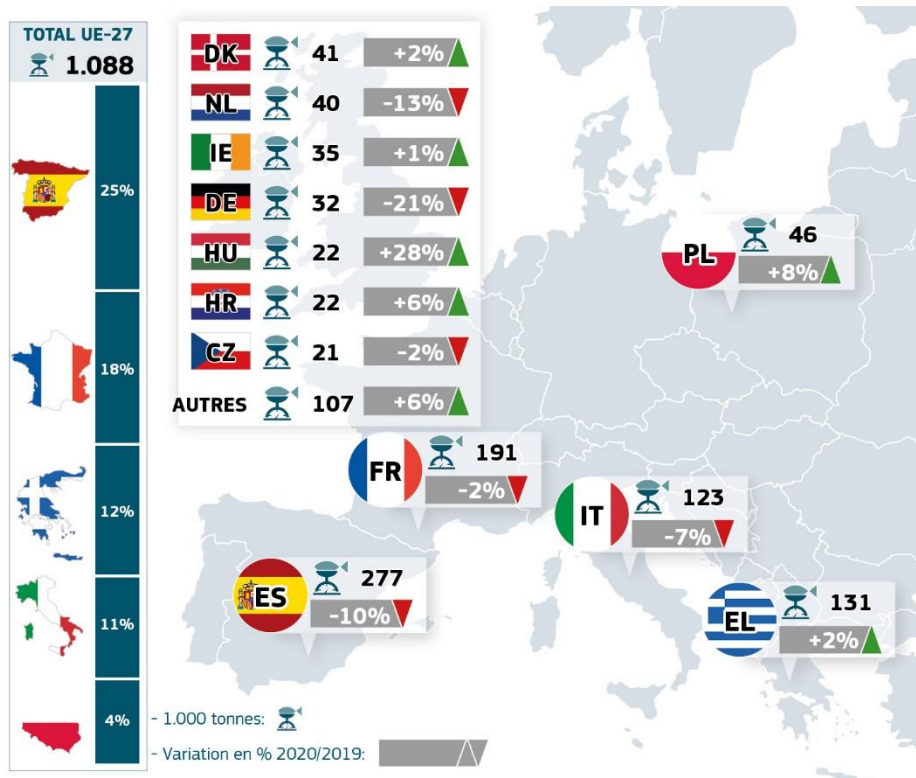 TOTAL UE-27
1.088
25%
18%
12%
11%
4%
DK 41 +2%
NL 40 -13%
IE 35 +1%
DE 32 -21%
HU 22 +28%
HR 22 +6%
CZ 21 -2%
AUTRES 107 +6%
PL 46
+8%
FR 191
-2%
IT 123
-7%
ES 277
-10%
EL 131
+2%
- 1.000 tonnes:
- Variation en % 2020/2019: